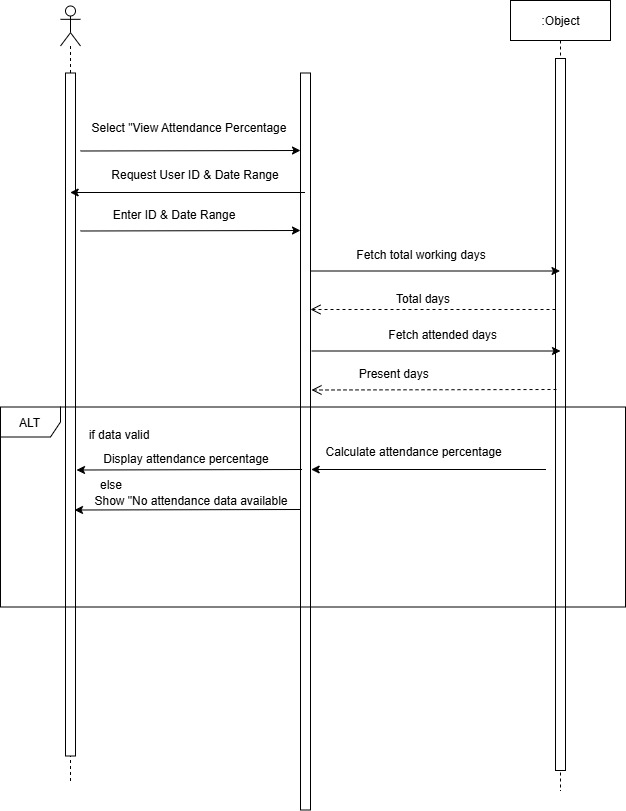 :Object
Select "View Attendance Percentage
Request User ID & Date Range
Enter ID & Date Range
Fetch total working days
Total days
Fetch attended days
Present days
ALT
if data valid
Calculate attendance percentage
Display attendance percentage
else
Show "No attendance data available